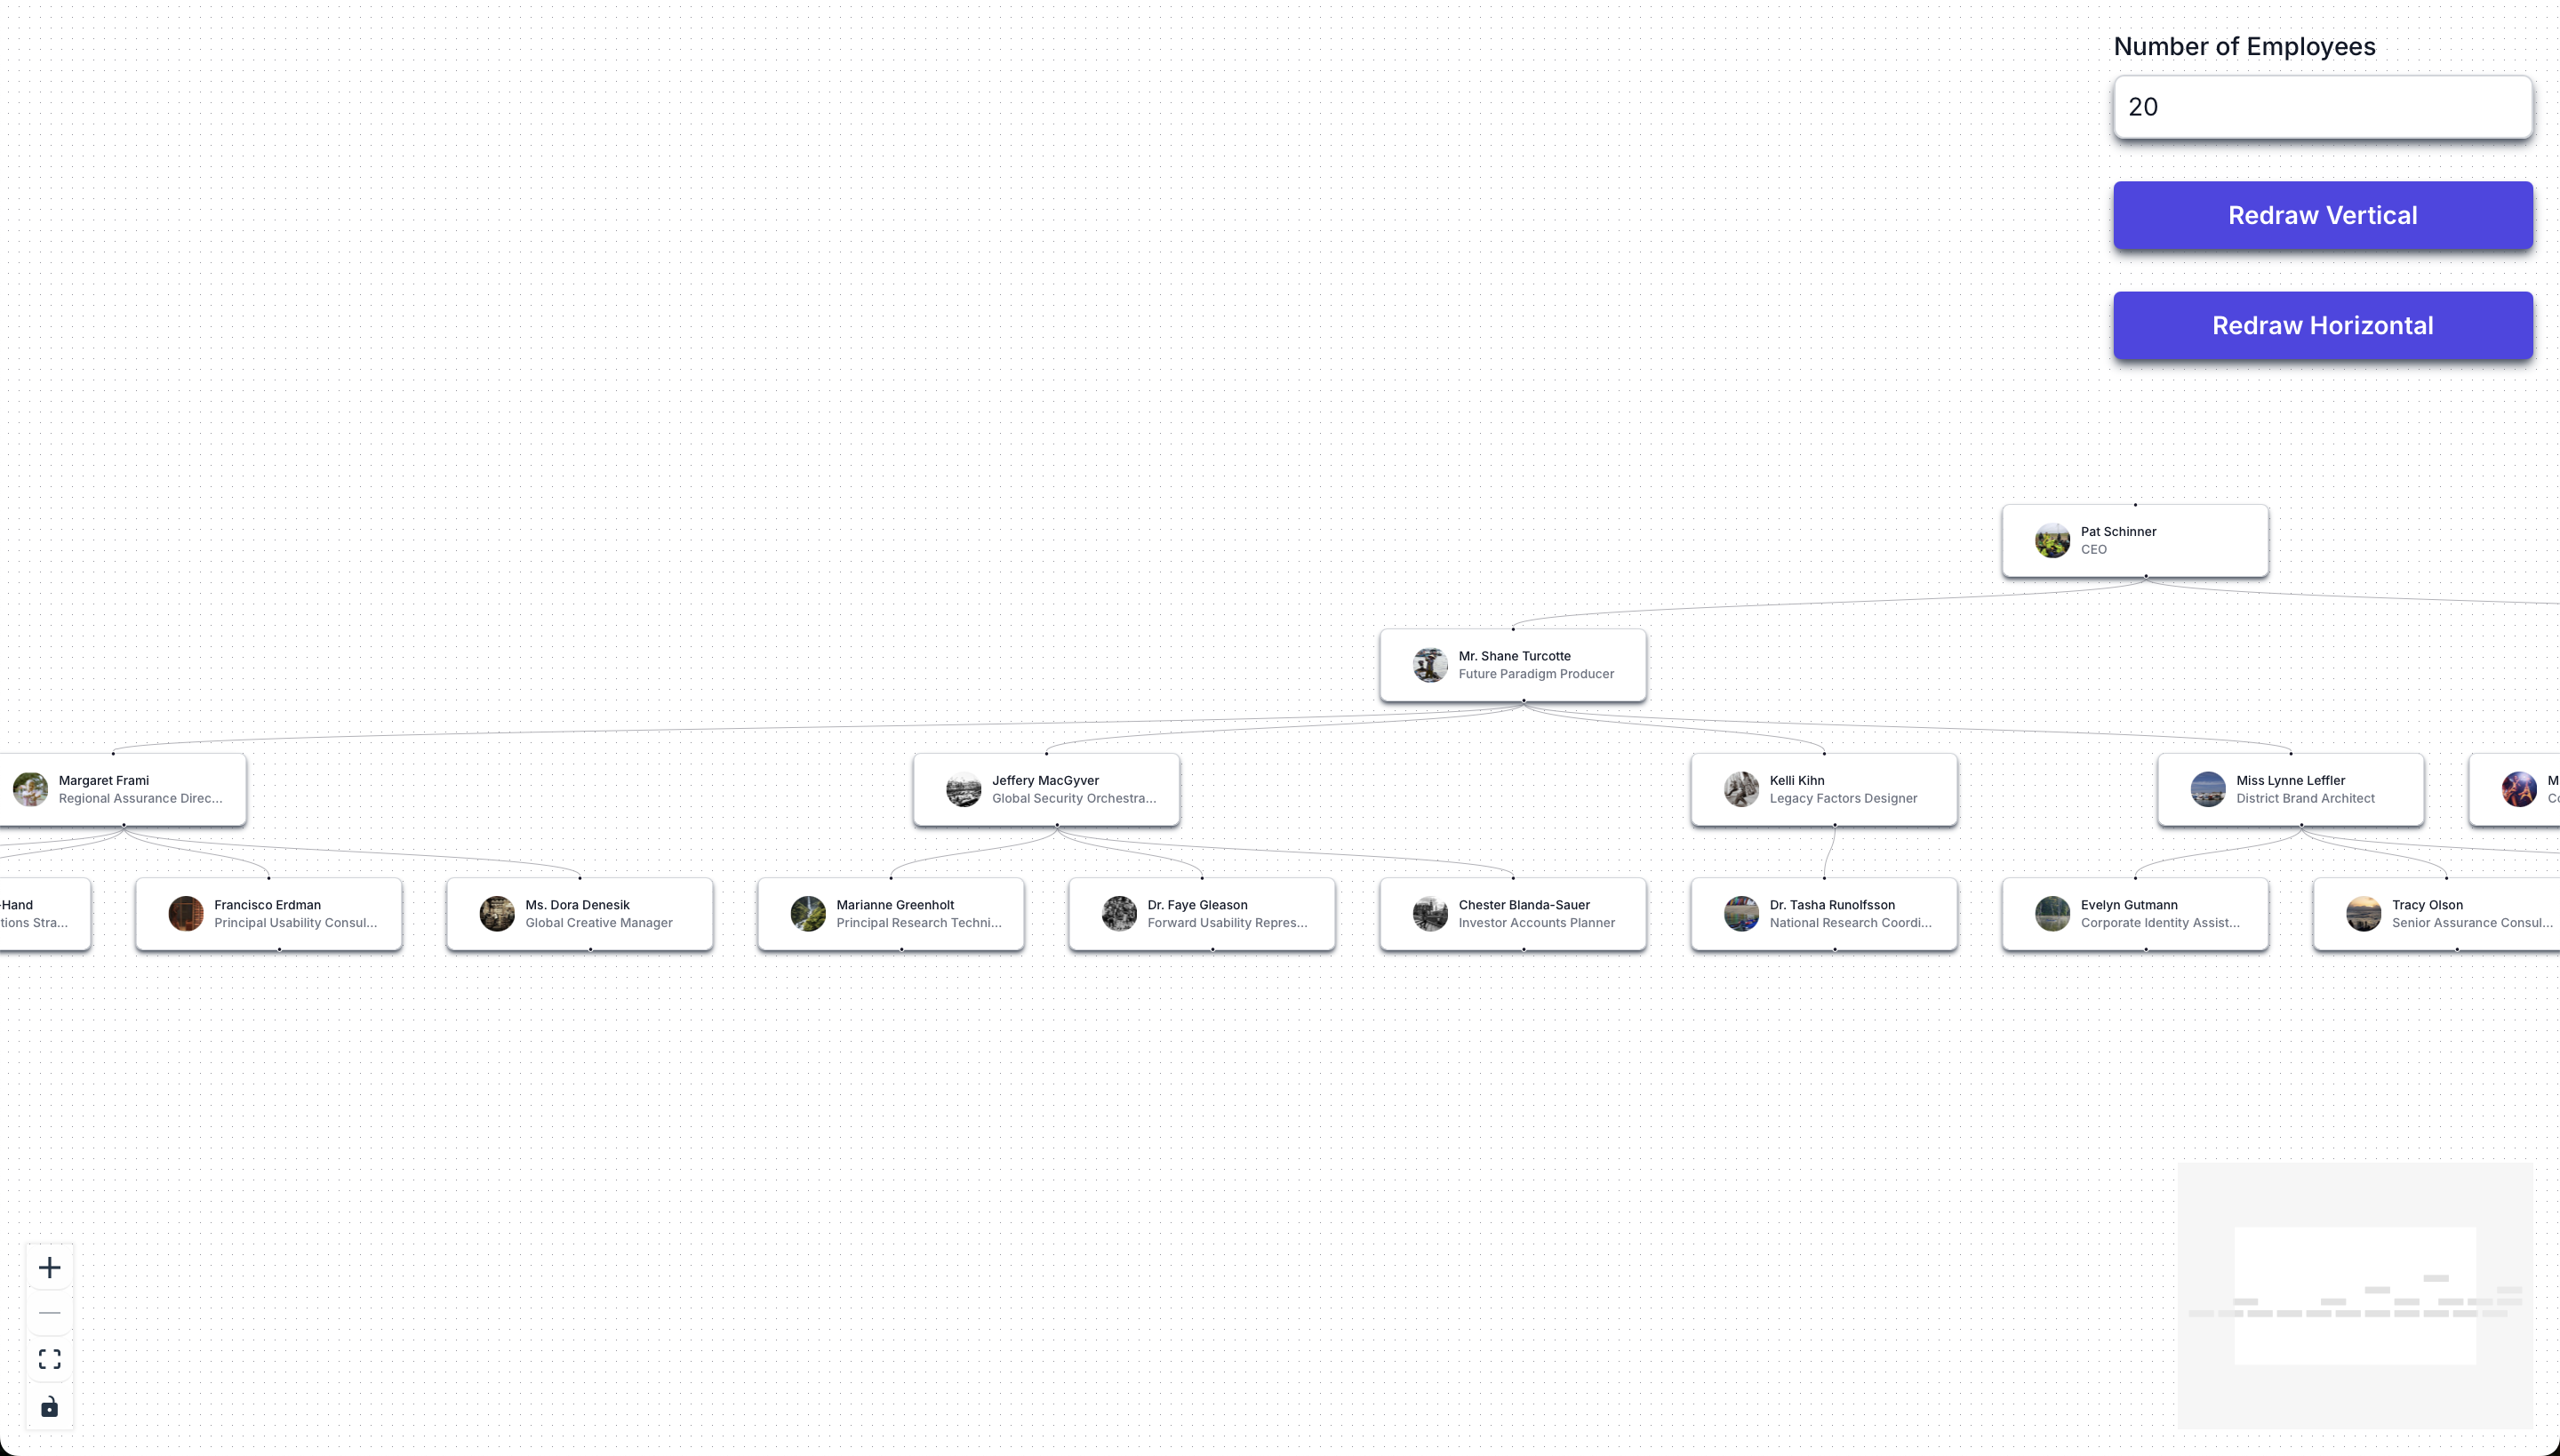 Number of Employees
20
Redraw Vertical
Redraw Horizontal
Pat Schinner
CEO
Mr. Shane Turcotte
Future Paradigm Producer
Margaret Frami
Regional Assurance Direc...
Jeffery MacGyver
Global Security Orchestra...
Kelli Kihn
Legacy Factors Designer
Miss Lynne Leffler
District Brand Architect
M
Co
-Hand
tions Stra...
Francisco Erdman
Principal Usability Consul...
Ms. Dora Denesik
Global Creative Manager
Marianne Greenholt
Principal Research Techni...
Dr. Faye Gleason
Forward Usability Repres...
Chester Blanda-Sauer
Investor Accounts Planner
Dr. Tasha Runolfsson
National Research Coordi...
Evelyn Gutmann
Corporate Identity Assist...
Tracy Olson
Senior Assurance Consul...